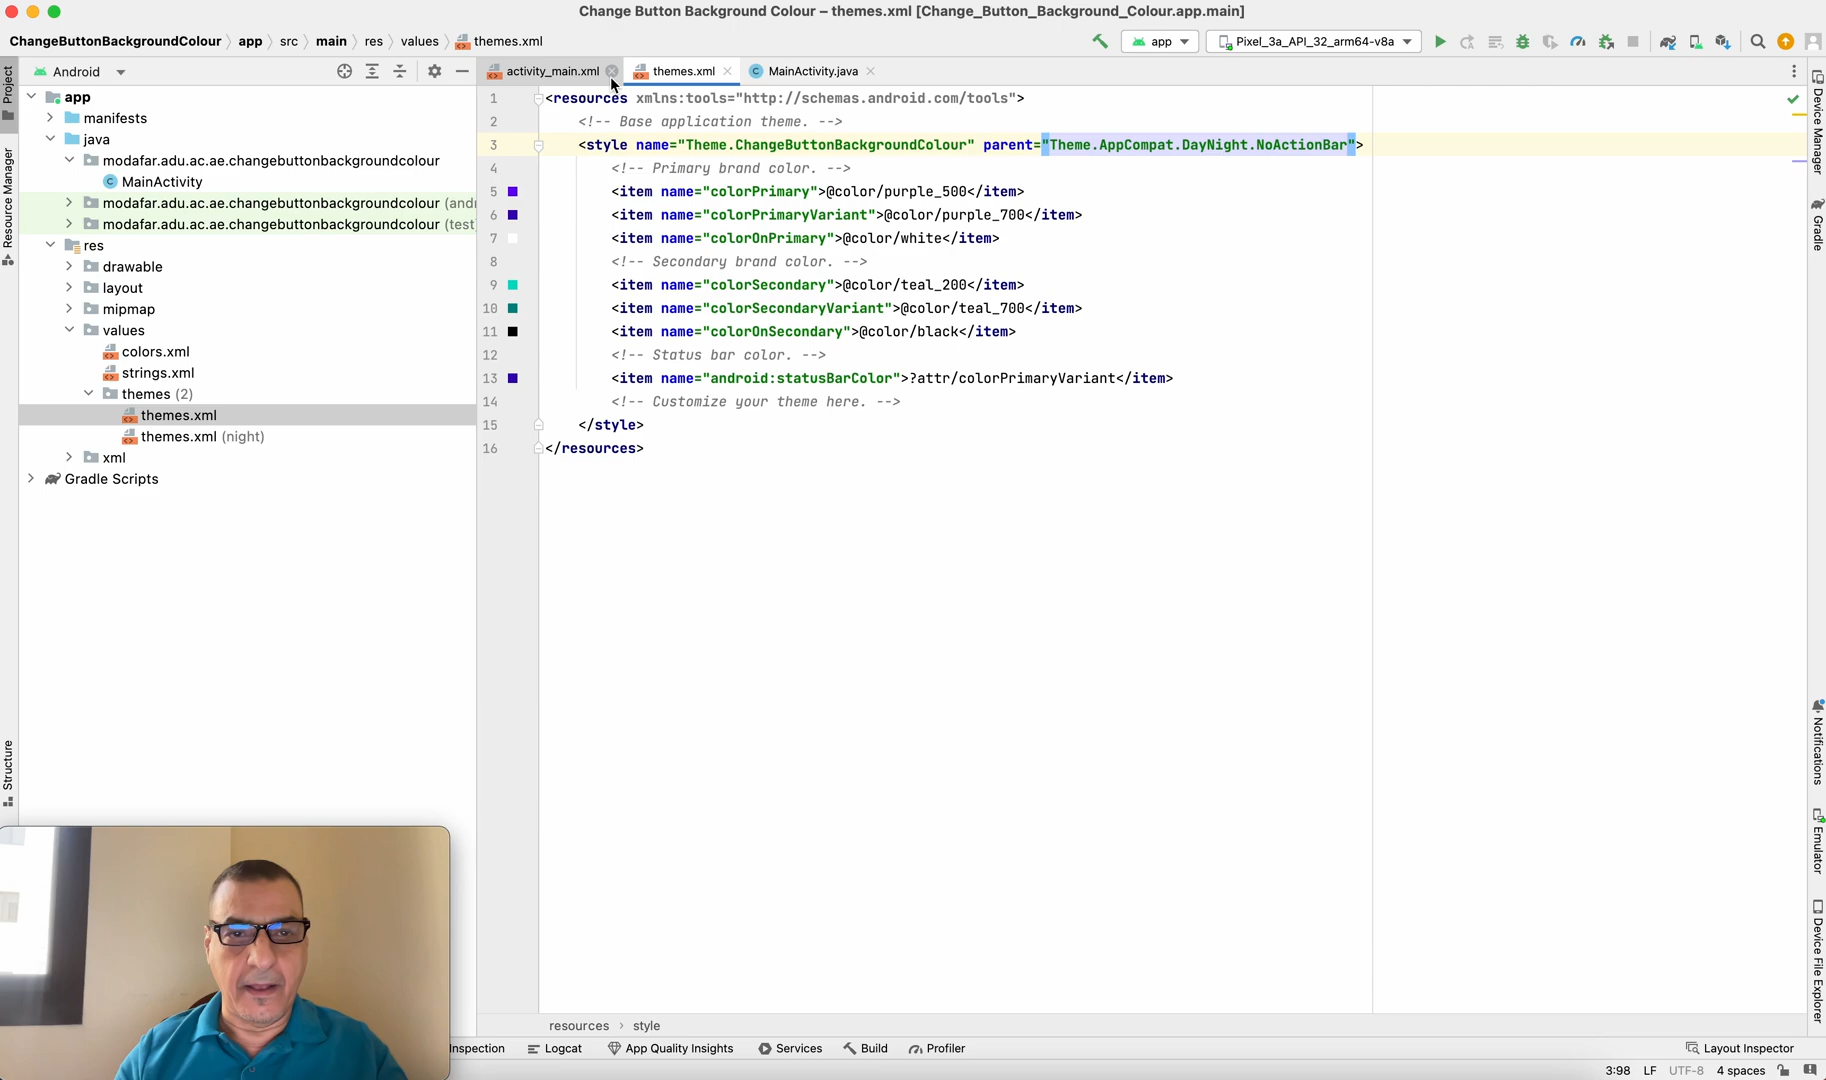 Change Button Background Colour – themes.xml [Change_Button_Background_Colour.app.main]
ChangeButtonBackgroundColour app src main res values themes.xml
app Pixel_3a_API_32_arm64-v8a
Android
activity_main.xml themes.xml MainActivity.java
Project
Resource Manager
Structure
app
manifests
java
modafar.adu.ac.ae.changebuttonbackgroundcolour
MainActivity
modafar.adu.ac.ae.changebuttonbackgroundcolour (and
modafar.adu.ac.ae.changebuttonbackgroundcolour (test
res
drawable
layout
mipmap
values
colors.xml
strings.xml
themes (2)
themes.xml
themes.xml (night)
xml
Gradle Scripts
1 <resources xmlns:tools="http://schemas.android.com/tools">
2 <!-- Base application theme. -->
3 <style name="Theme.ChangeButtonBackgroundColour" parent="Theme.AppCompat.DayNight.NoActionBar">
4 <!-- Primary brand color. -->
5 <item name="colorPrimary">@color/purple_500</item>
6 <item name="colorPrimaryVariant">@color/purple_700</item>
7 <item name="colorOnPrimary">@color/white</item>
8 <!-- Secondary brand color. -->
9 <item name="colorSecondary">@color/teal_200</item>
10 <item name="colorSecondaryVariant">@color/teal_700</item>
11 <item name="colorOnSecondary">@color/black</item>
12 <!-- Status bar color. -->
13 <item name="android:statusBarColor">?attr/colorPrimaryVariant</item>
14 <!-- Customize your theme here. -->
15 </style>
16 </resources>
Device Manager
Gradle
Notifications
Emulator
Device File Explorer
resources › style
Inspection Logcat App Quality Insights Services Build Profiler Layout Inspector
3:98 LF UTF-8 4 spaces